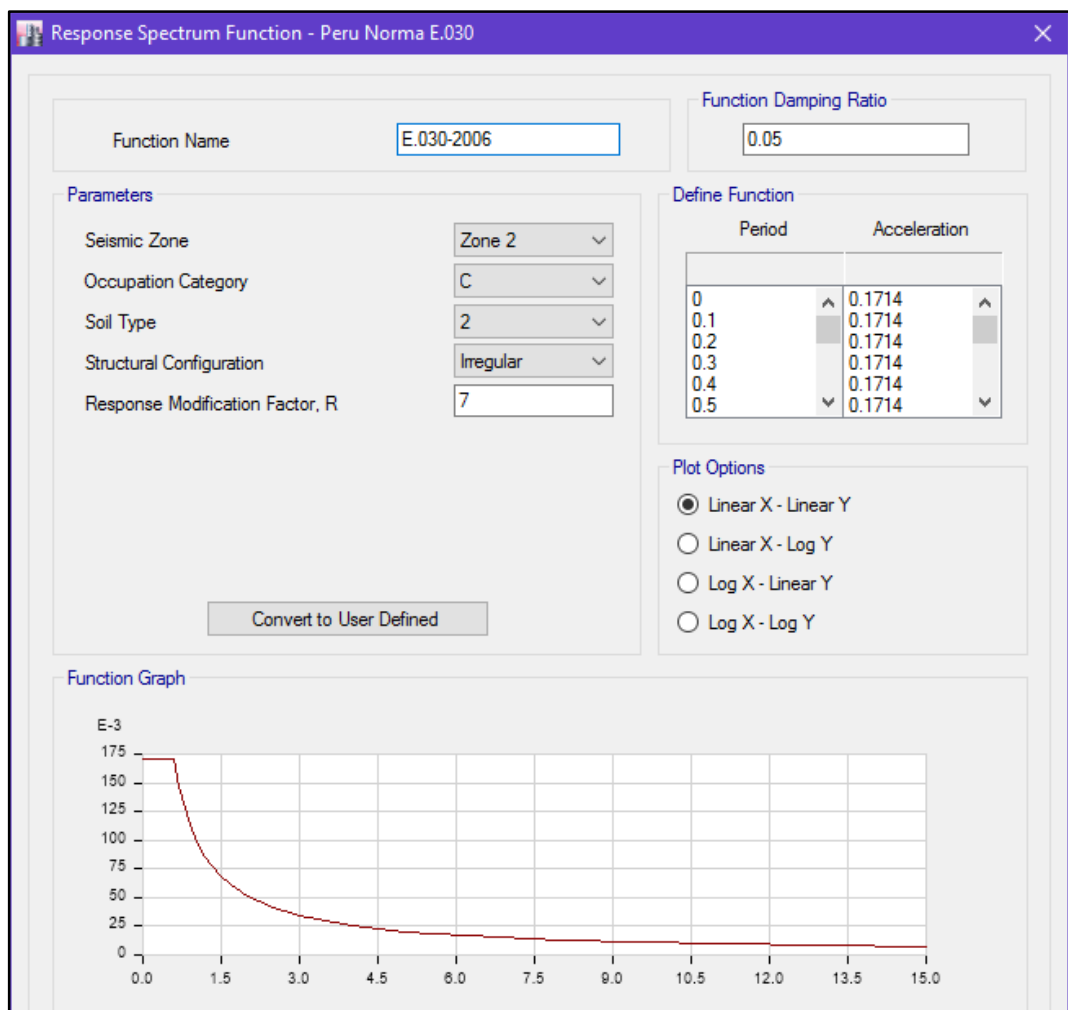 Response Spectrum Function - Peru Norma E.030
Function Name
E.030-2006
Function Damping Ratio
0.05
Parameters
Seismic Zone
Zone 2
Occupation Category
C
Soil Type
2
Structural Configuration
Irregular
Response Modification Factor, R
7
Convert to User Defined
Define Function
Period Acceleration
0 0.1714
0.1 0.1714
0.2 0.1714
0.3 0.1714
0.4 0.1714
0.5 0.1714
Plot Options
Linear X - Linear Y
Linear X - Log Y
Log X - Linear Y
Log X - Log Y
Function Graph
E-3
175
150
125
100
75
50
25
0
0.0 1.5 3.0 4.5 6.0 7.5 9.0 10.5 12.0 13.5 15.0